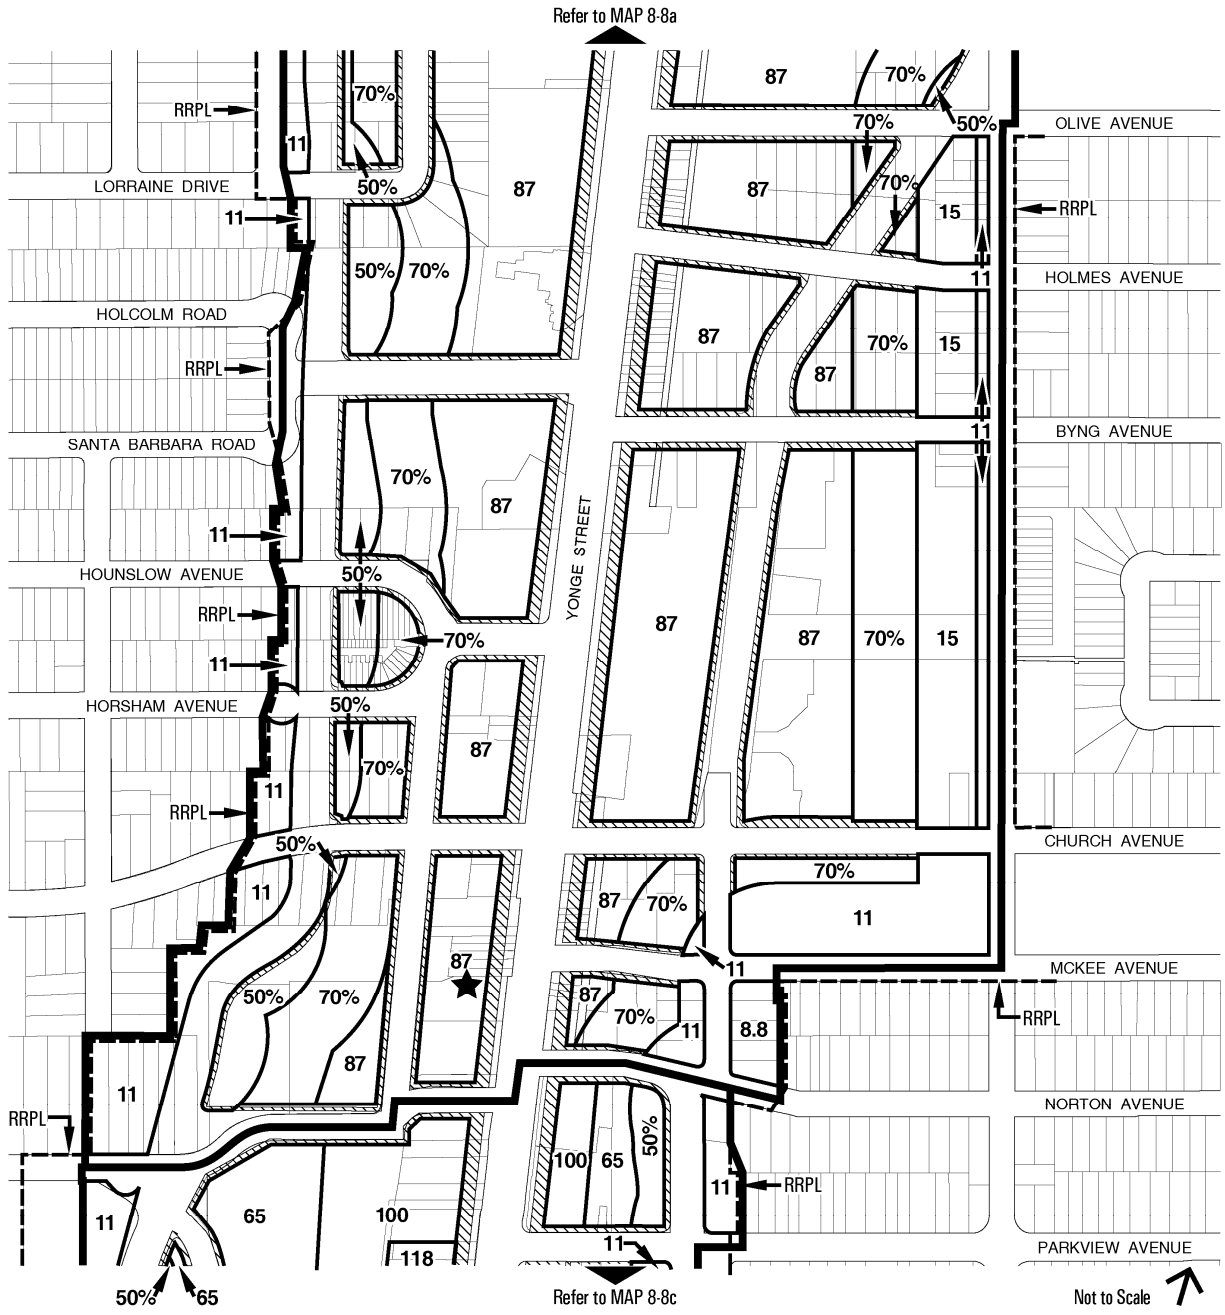 Refer to MAP 8-8a
87
70%
70%
RRPL
50%
70%
OLIVE AVENUE
11
LORRAINE DRIVE
50%
87
87
70%
11
15
RRPL
50%
70%
11
HOLMES AVENUE
HOLCOLM ROAD
87
70%
15
RRPL
87
SANTA BARBARA ROAD
11
BYNG AVENUE
70%
87
YONGE STREET
11
HOUNSLOW AVENUE
50%
RRPL
87
87
70%
15
70%
11
HORSHAM AVENUE
50%
87
70%
11
RRPL
CHURCH AVENUE
50%
70%
11
87
70%
11
87
11
MCKEE AVENUE
50%
70%
87
70%
11
8.8
RRPL
87
11
RRPL
NORTON AVENUE
50%
100
65
11
RRPL
11
65
100
11
PARKVIEW AVENUE
118
50%
65
Refer to MAP 8-8c
Not to Scale